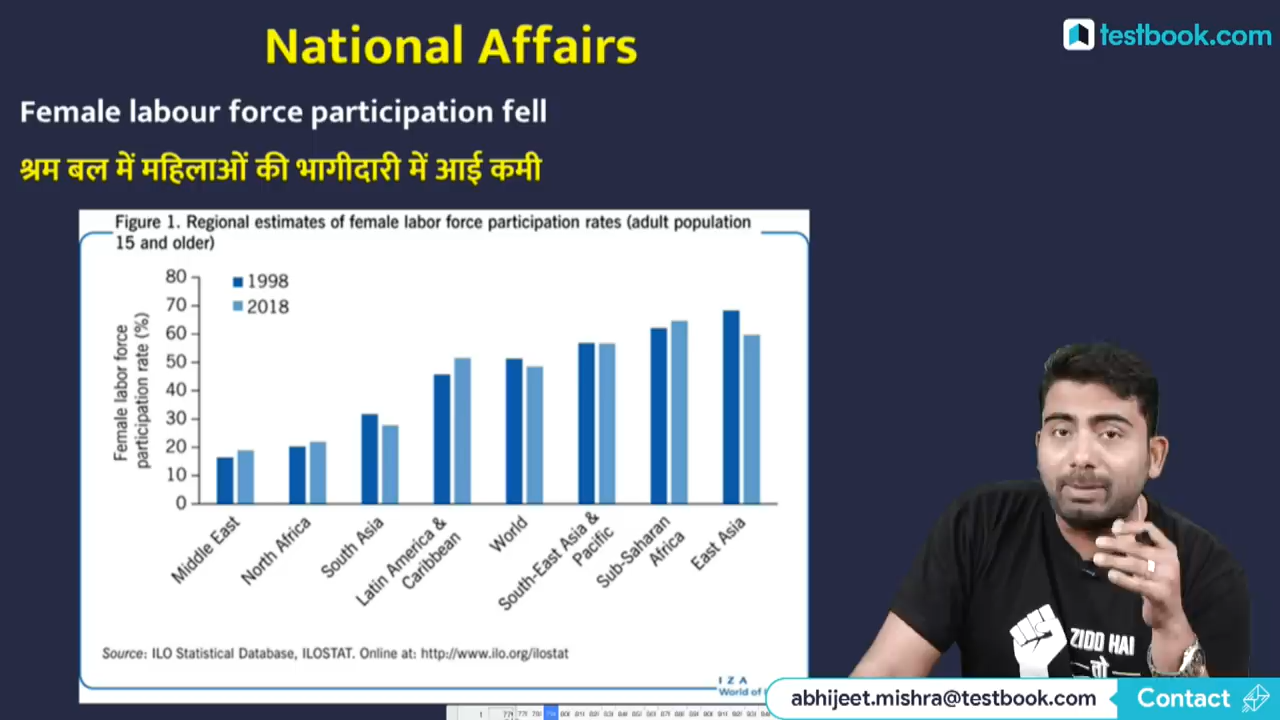 National Affairs
testbook.com
Female labour force participation fell
श्रम बल में महिलाओं की भागीदारी में आई कमी
Figure 1. Regional estimates of female labor force participation rates (adult population
15 and older)
Female labor force
participation rate (%)
80
70
60
50
40
30
20
10
0
1998
2018
Middle East
North Africa
South Asia
Latin America &
Caribbean
World
South-East Asia &
Pacific
Sub-Saharan
Africa
East Asia
Source: ILO Statistical Database, ILOSTAT. Online at: http://www.ilo.org/ilostat
I Z A
World of
ZIDO HAI
तो
abhijeet.mishra@testbook.com
Contact